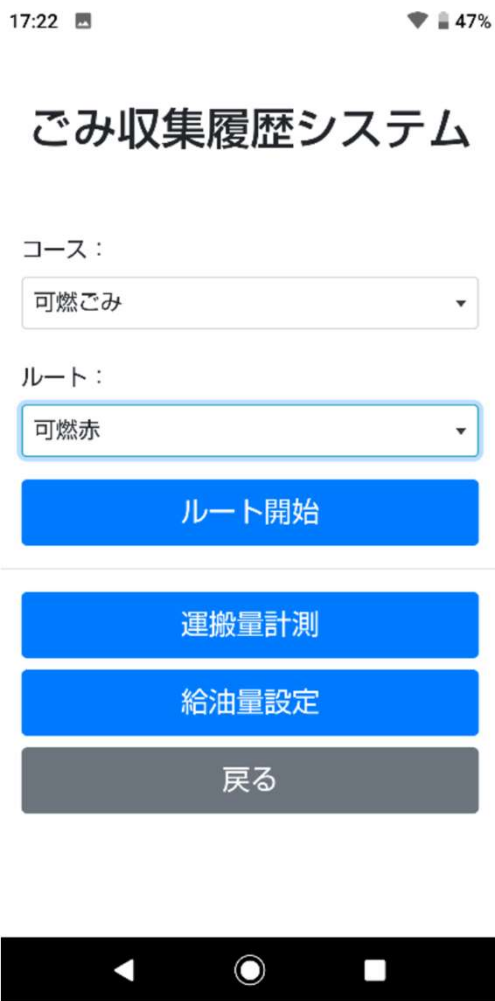 17:22 47%
ごみ収集履歴システム
コース：
可燃ごみ
ルート：
可燃赤
ルート開始
運搬量計測
給油量設定
戻る